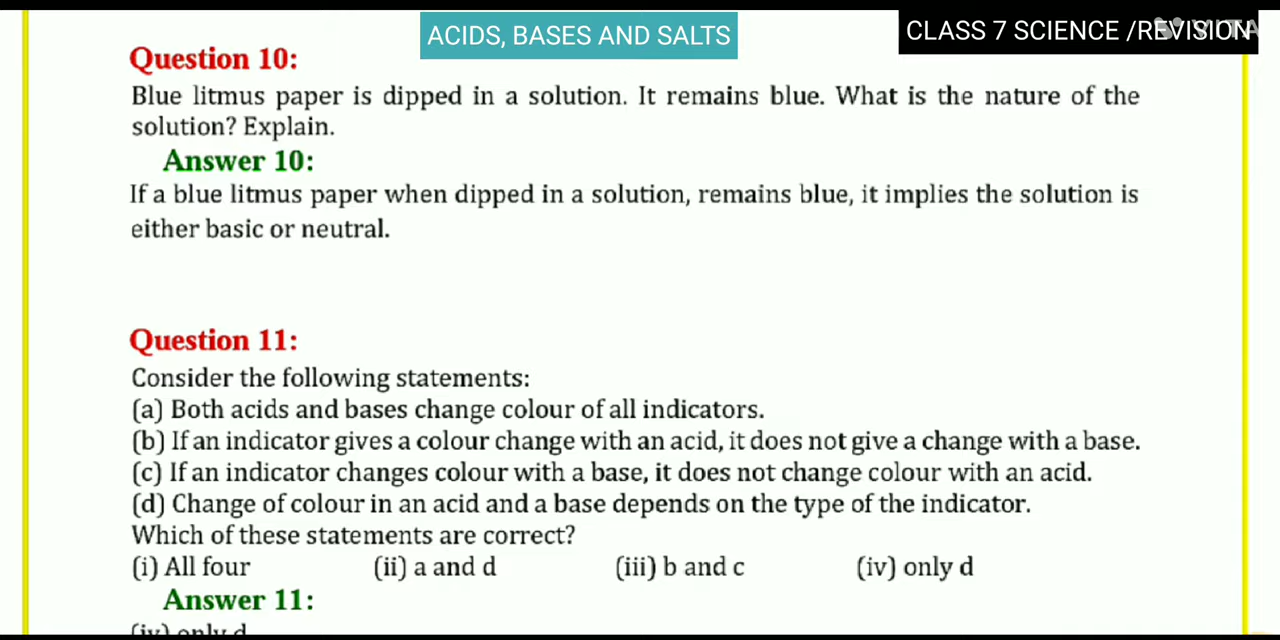 ACIDS, BASES AND SALTS
CLASS 7 SCIENCE /REVISION
Question 10:
Blue litmus paper is dipped in a solution. It remains blue. What is the nature of the
solution? Explain.
Answer 10:
If a blue litmus paper when dipped in a solution, remains blue, it implies the solution is
either basic or neutral.
Question 11:
Consider the following statements:
(a) Both acids and bases change colour of all indicators.
(b) If an indicator gives a colour change with an acid, it does not give a change with a base.
(c) If an indicator changes colour with a base, it does not change colour with an acid.
(d) Change of colour in an acid and a base depends on the type of the indicator.
Which of these statements are correct?
(i) All four (ii) a and d (iii) b and c (iv) only d
Answer 11:
(iv) only d